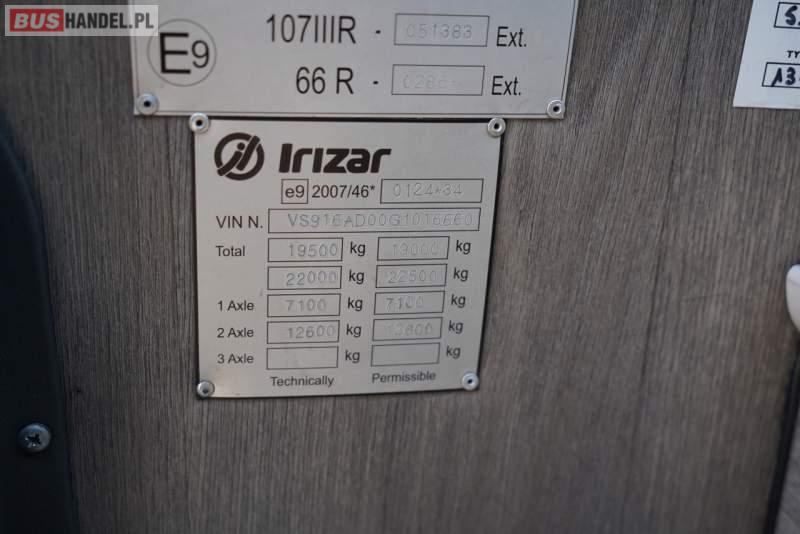 BUSHANDEL.PL
E9
107IIIR - 051383 Ext.
66 R - Ext.
Irizar
e9 2007/46* 0124*34
VIN N. VS916AD00G1016660
Total 19500 kg 19000 kg
22000 kg 22500 kg
1 Axle 7100 kg 7100 kg
2 Axle 12600 kg kg
3 Axle kg kg
Technically Permissible
TY